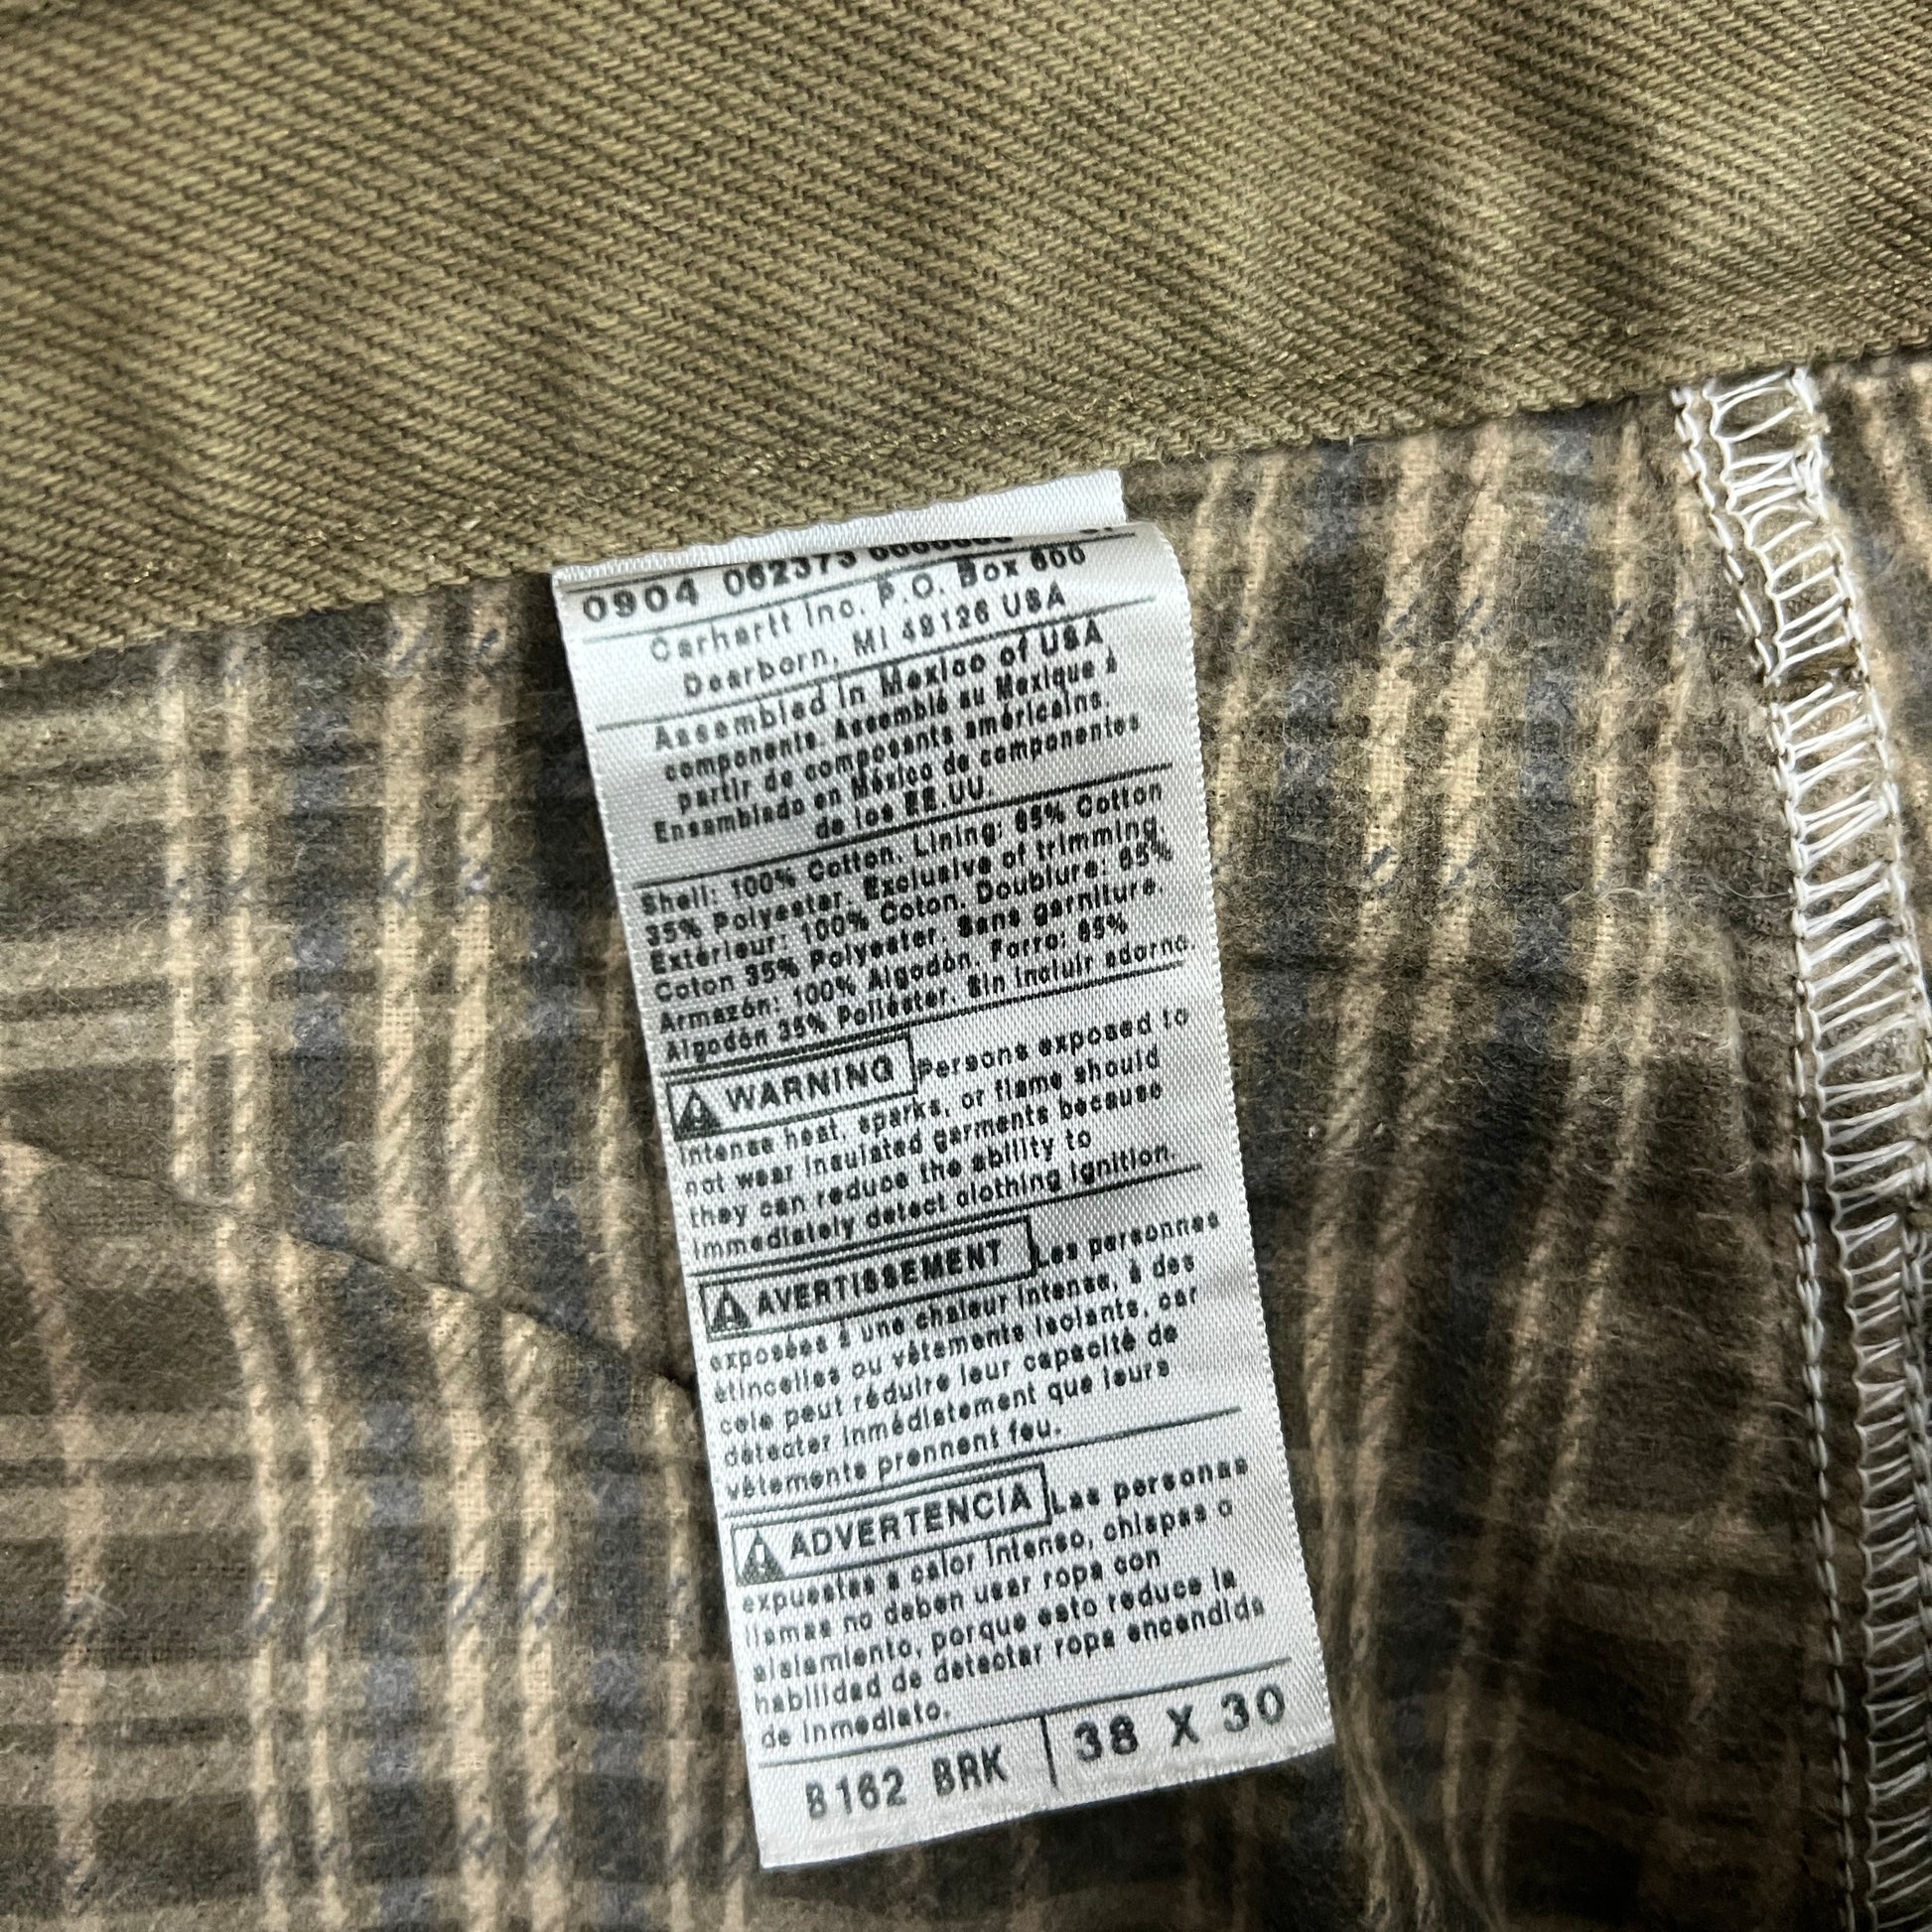 0904 062373
Carhartt Inc. P.O. Box 600
Dearborn, MI 48126 USA
Assembled in Mexico of USA
components. Assemblé au Mexique à
partir de composants américains.
Ensamblado en México de componentes
de los EE.UU.
Shell: 100% Cotton. Lining: 65% Cotton
35% Polyester. Exclusive of trimming.
Extérieur: 100% Coton. Doublure: 65%
Coton 35% Polyester. Sans garniture.
Armazón: 100% Algodón. Forro: 65%
Algodón 35% Poliéster. Sin incluir adorno.
WARNING Persons exposed to
intense heat, sparks, or flame should
not wear insulated garments because
they can reduce the ability to
immediately detect clothing ignition.
AVERTISSEMENT Les personnes
exposées à une chaleur intense, à des
étincelles ou vêtements isolants, car
cela peut réduire leur capacité de
détecter immédiatement que leurs
vêtements prennent feu.
ADVERTENCIA Las personas
expuestas a calor intenso, chispas o
llamas no deben usar ropa con
aislamiento, porque esto reduce la
habilidad de detectar ropa encendida
de inmediato.
B162 BRK 38 X 30